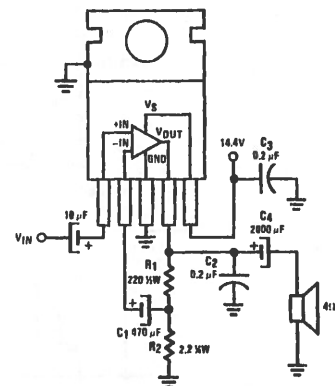 VS
+IN
-IN
VOUT
GND
14.4V
C3
0.2 µF
10 µF
VIN
C4
2000 µF
R1
220 ½W
C2
0.2 µF
C1 470 µF
4Ω
R2
2.2 ½W